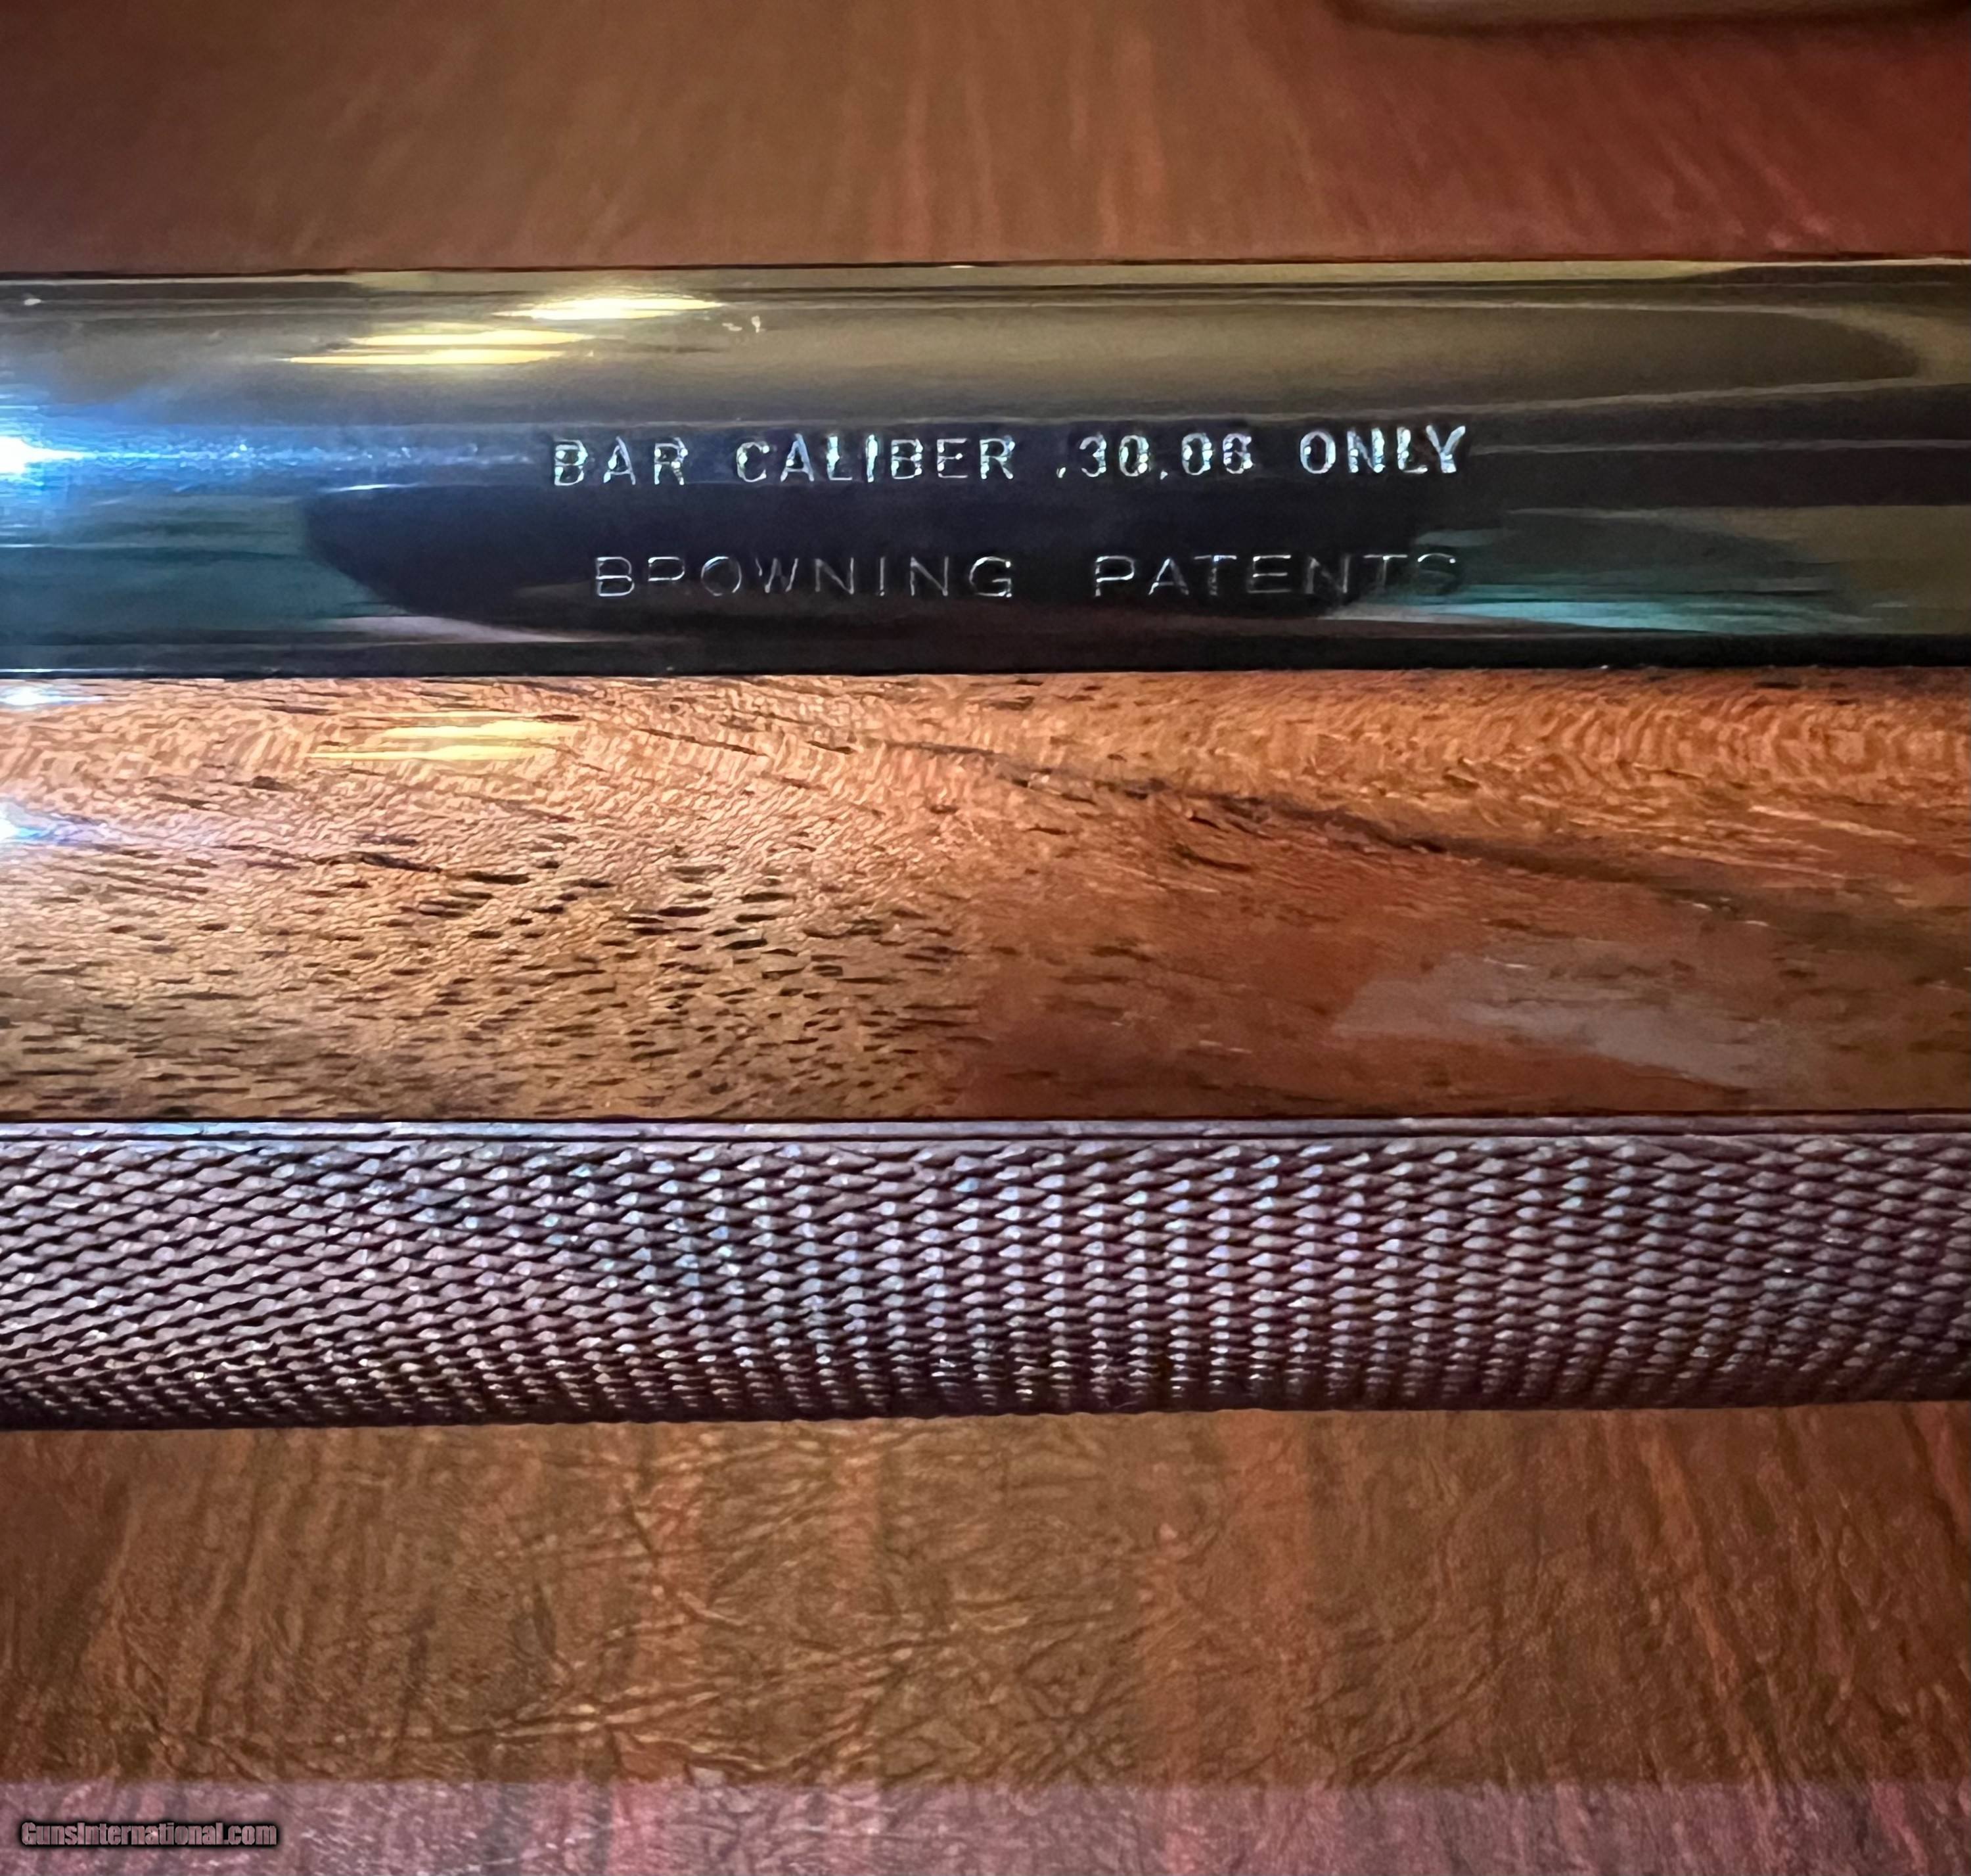 BAR CALIBER .30.06 ONLY
BROWNING PATENTS
GunsInternational.com